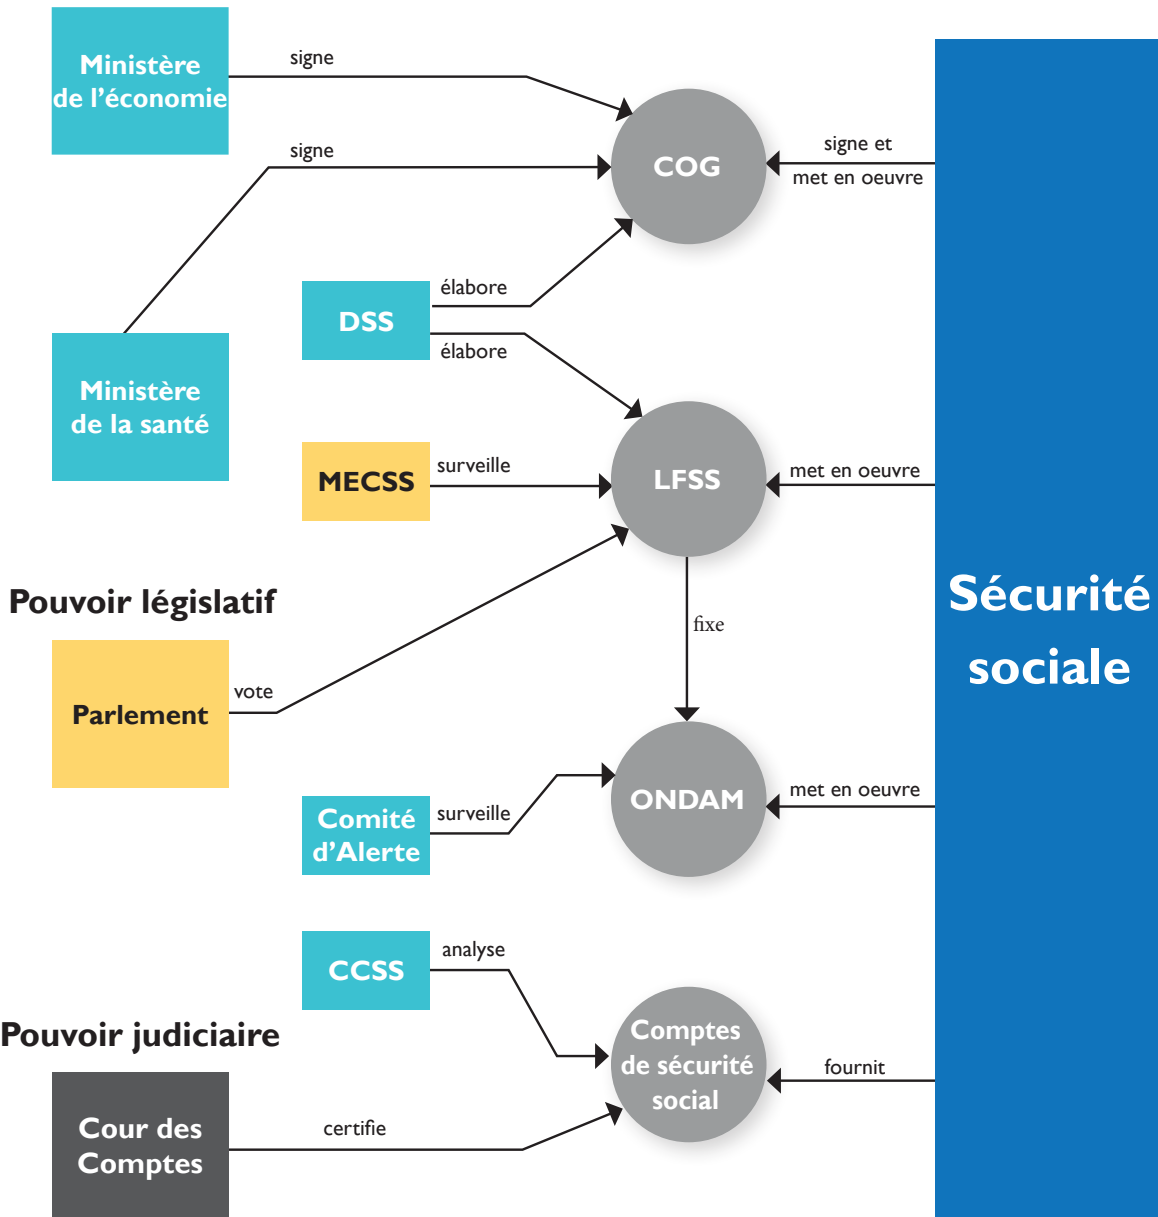 Ministère
de l'économie
signe
COG
signe et
met en oeuvre
signe
DSS
élabore
élabore
Ministère
de la santé
MECSS
surveille
LFSS
met en oeuvre
Pouvoir législatif
Parlement
vote
fixe
Sécurité
sociale
Comité
d'Alerte
surveille
ONDAM
met en oeuvre
CCSS
analyse
Pouvoir judiciaire
Comptes
de sécurité
social
fournit
Cour des
Comptes
certifie